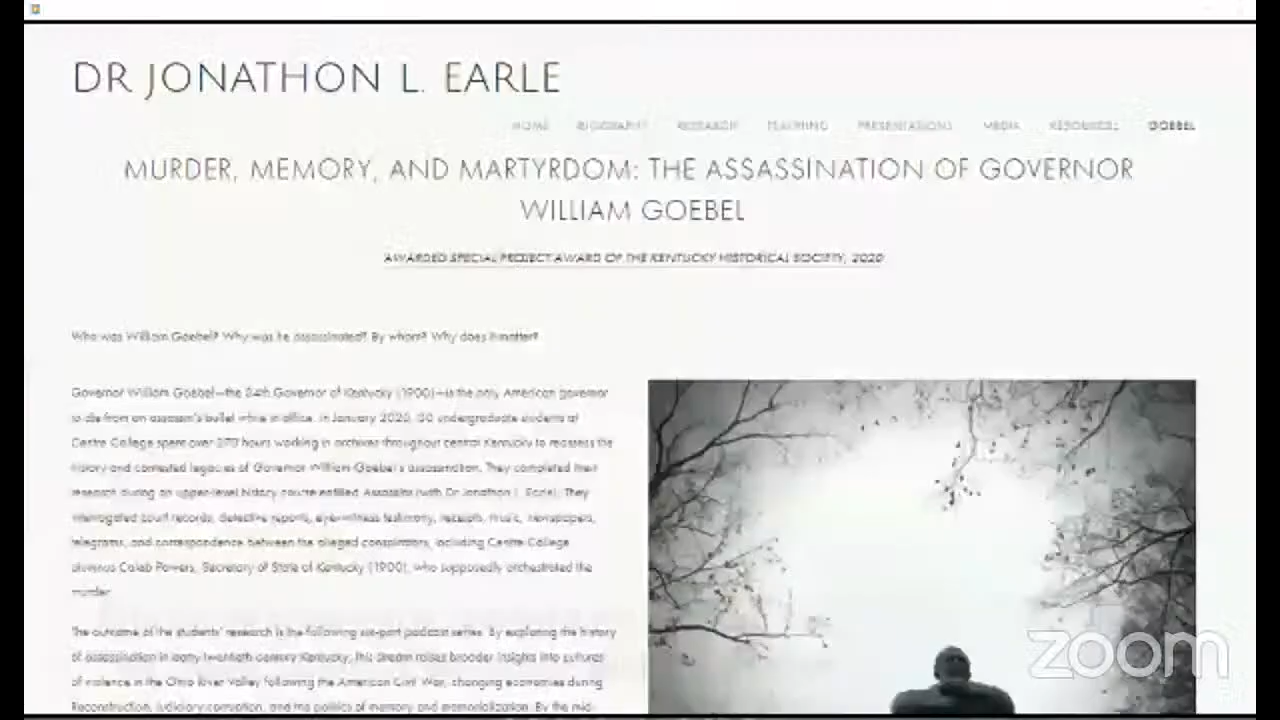 DR JONATHON L. EARLE
HOME BIOGRAPHY RESEARCH TEACHING PRESENTATIONS MEDIA RESOURCES GOEBEL
MURDER, MEMORY, AND MARTYRDOM: THE ASSASSINATION OF GOVERNOR
WILLIAM GOEBEL
AWARDED SPECIAL PROJECT AWARD OF THE KENTUCKY HISTORICAL SOCIETY, 2020
Who was William Goebel? Why was he assassinated? By whom? Why does it matter?
Governor William Goebel—the 34th Governor of Kentucky (1900)—is the only American governor
to die from an assassin's bullet while in office. In January 2020, 30 undergraduate students at
Centre College spent over 270 hours working in archives throughout central Kentucky to reassess the
history and contested legacies of Governor William Goebel's assassination. They completed their
research during an upper-level history course entitled Assassin (with Dr Jonathon L. Earle). They
interrogated court records, detective reports, eyewitness testimony, receipts, music, newspapers,
telegrams, and correspondence between the alleged conspirators, including Centre College
alumnus Caleb Powers, Secretary of State of Kentucky (1900), who supposedly orchestrated the
murder.
The outcome of the students' research is the following six-part podcast series. By exploring the history
of assassination in early twentieth century Kentucky, this stream raises broader insights into cultures
of violence in the Ohio River Valley following the American Civil War, changing economies during
Reconstruction, judiciary corruption, and the politics of memory and memorialization. By the mid-
zoom